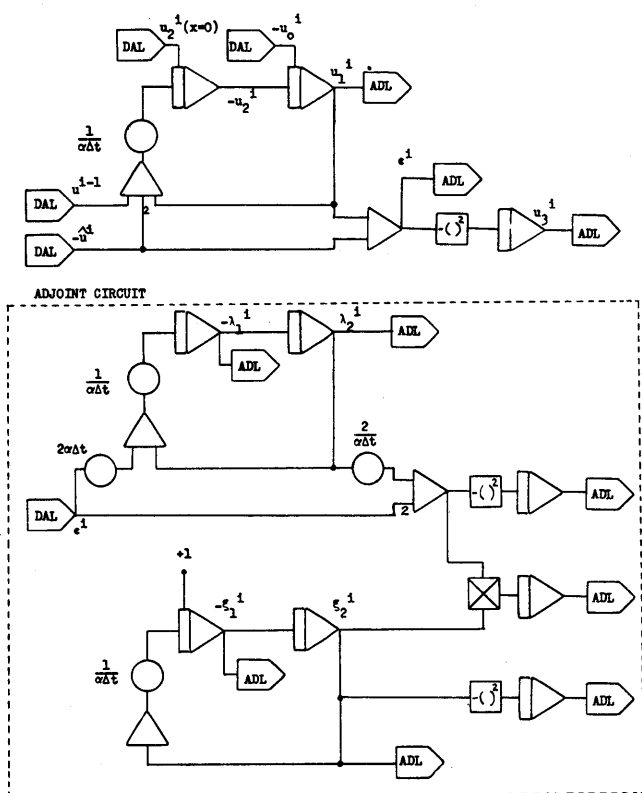 u₂ⁱ(x=0)
-u₀ⁱ
DAL
DAL
u₁ⁱ
ADL
-u₂ⁱ
1/αΔt
εⁱ
DAL
uⁱ⁻¹
2
ADL
u₃ⁱ
DAL
-( )²
ADL
-ûⁱ
ADJOINT CIRCUIT
-λ₁ⁱ
λ₂ⁱ
ADL
ADL
1/αΔt
2/αΔt
2αΔt
-( )²
ADL
DAL
2
εⁱ
+1
-ξ₁ⁱ
ξ₂ⁱ
ADL
1/αΔt
ADL
-( )²
ADL
ADL